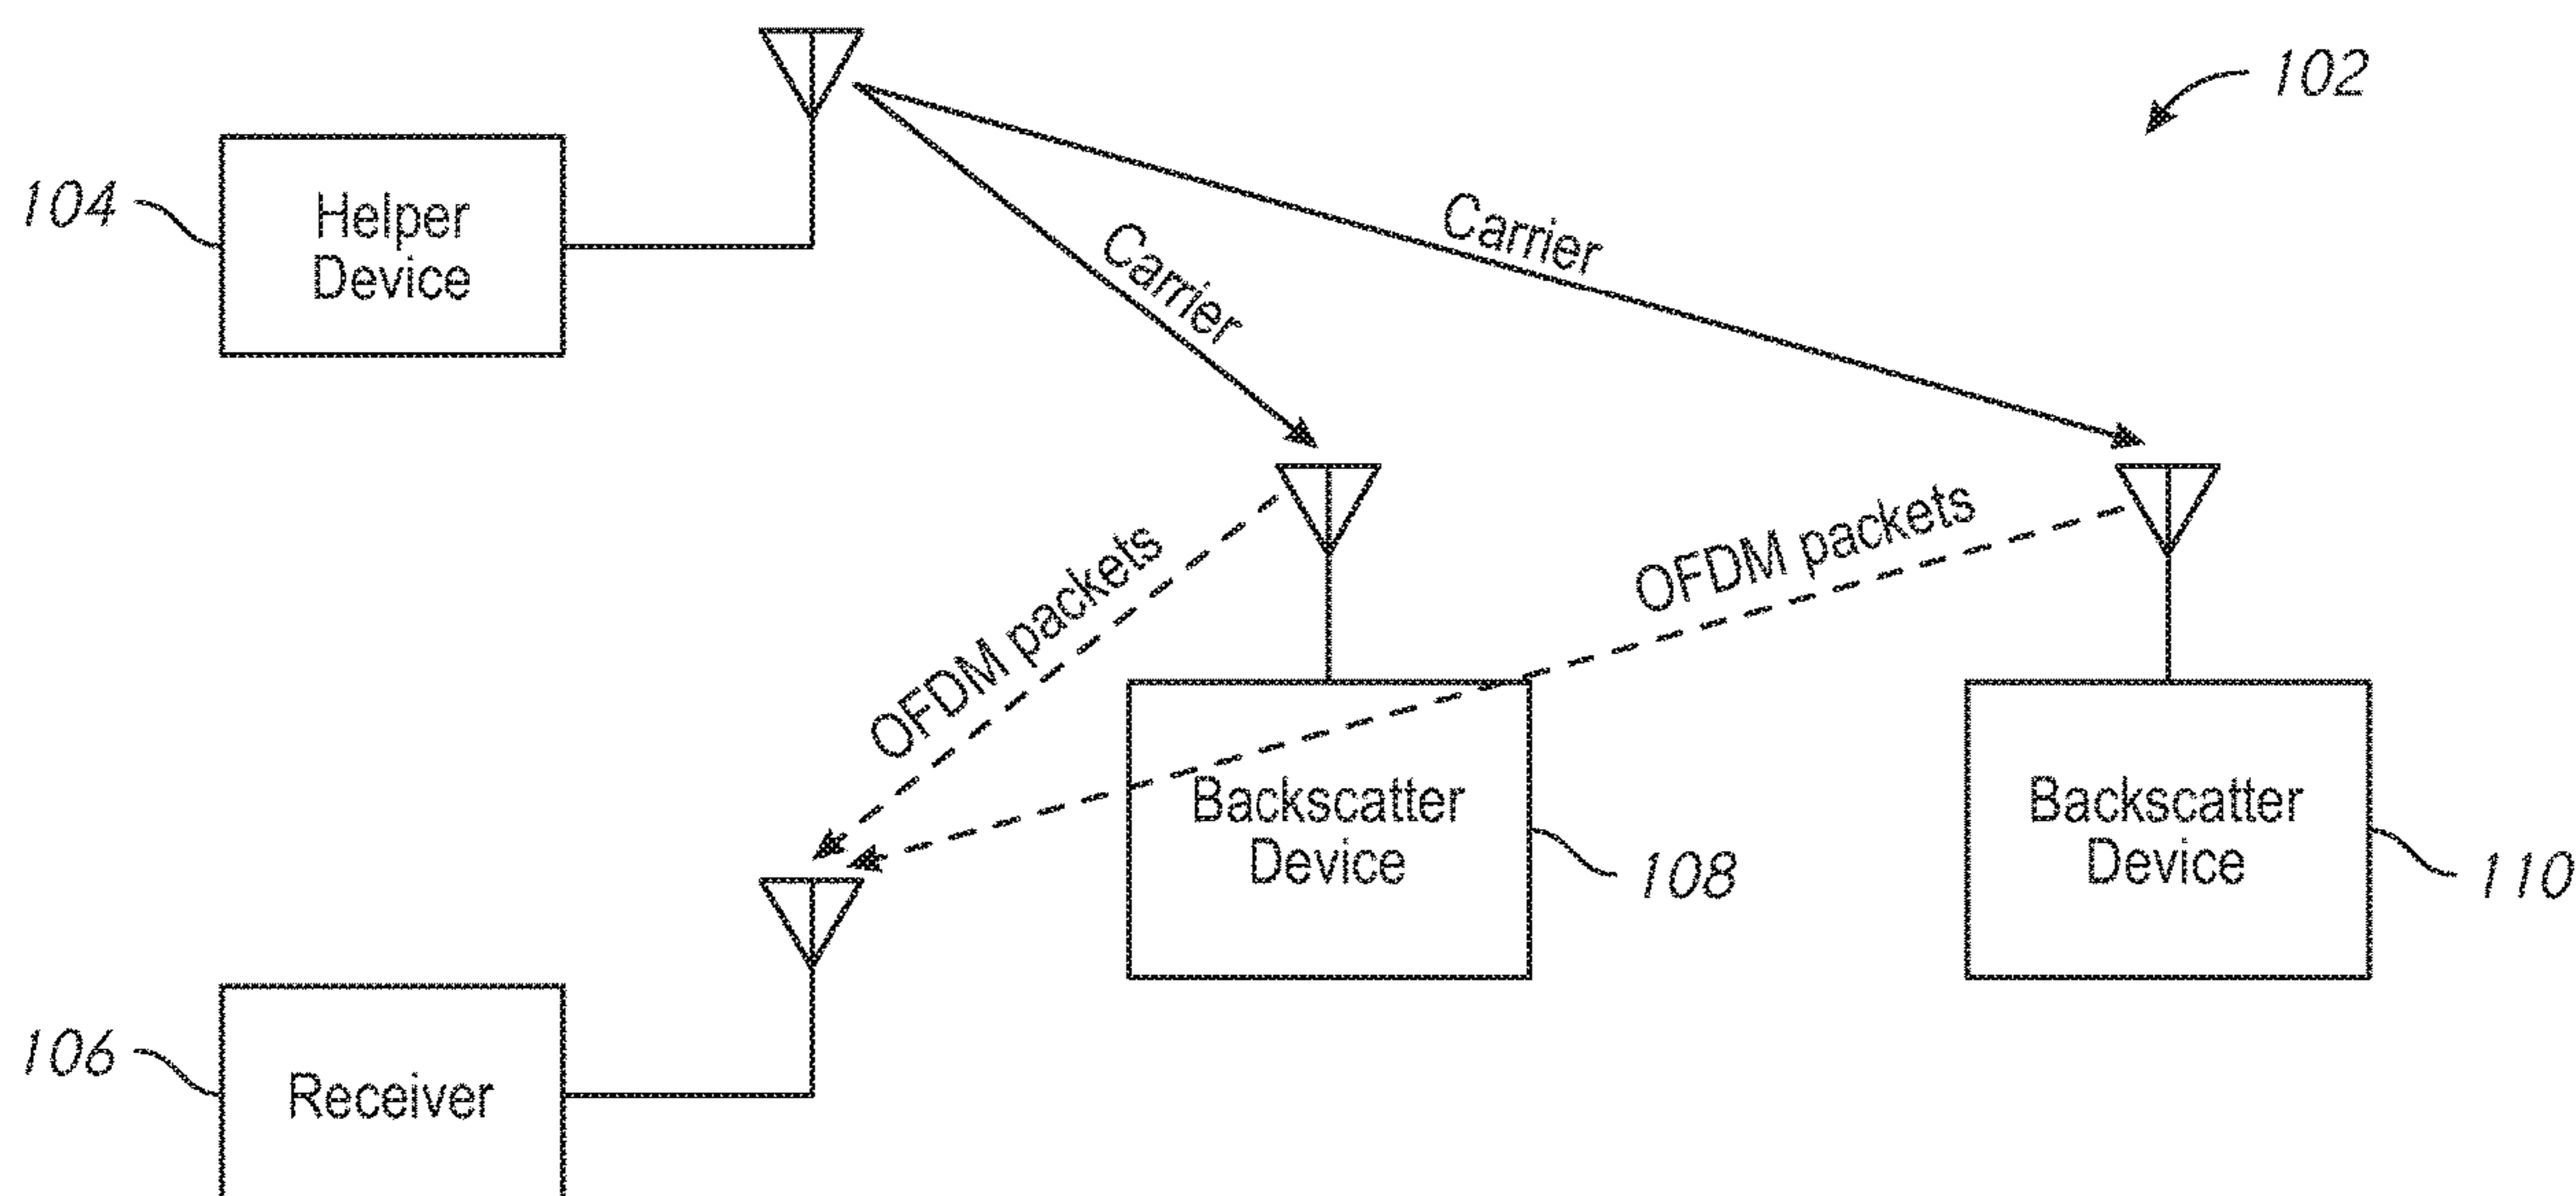 102
104
Helper
Device
Carrier
Carrier
OFDM packets
OFDM packets
Backscatter
Device
108
Backscatter
Device
110
106
Receiver